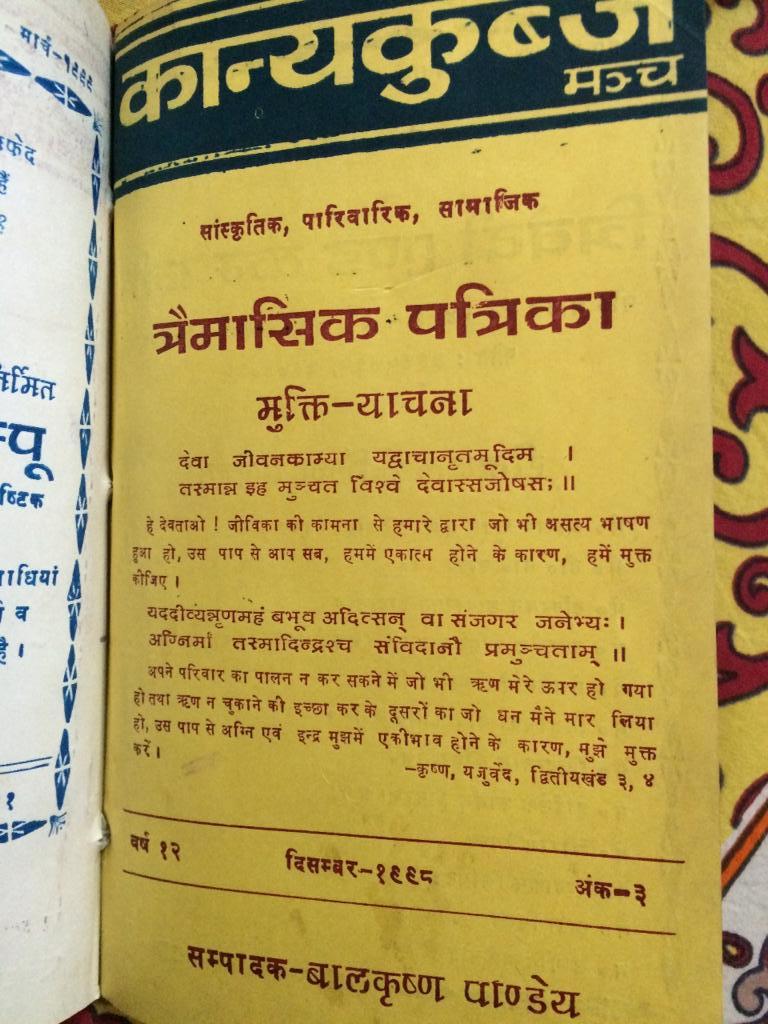 मार्च-१९९९
फेद
हैं
र्मित
पू
ष्टिक
ाधियां
व
है।
१
कान्यकुब्ज
मञ्च
सांस्कृतिक, पारिवारिक, सामाजिक
त्रैमासिक पत्रिका
मुक्ति-याचना
देवा जीवनकाम्या यद्वाचानृतमूदिम ।
तस्मान्न इह मुञ्चत विश्वे देवास्सजोषसः ॥
हे देवताओ ! जीविका की कामना से हमारे द्वारा जो भी असत्य भाषण
हुआ हो, उस पाप से आप सब, हममें एकात्म होने के कारण, हमें मुक्त
कीजिए ।
यददीव्यन्नृणमहं बभूव अदित्सन् वा संजगर जनेभ्यः ।
अग्निर्मा तस्मादिन्द्रश्च संविदानौ प्रमुञ्चताम् ॥
अपने परिवार का पालन न कर सकने में जो भी ऋण मेरे ऊपर हो गया
हो तथा ऋण न चुकाने की इच्छा कर के दूसरों का जो धन मैंने मार लिया
हो, उस पाप से अग्नि एवं इन्द्र मुझमें एकीभाव होने के कारण, मुझे मुक्त
करें ।
-कृष्ण, यजुर्वेद, द्वितीयखंड ३, ४
वर्ष १२
दिसम्बर-१९९८
अंक-३
सम्पादक-बालकृष्ण पाण्डेय